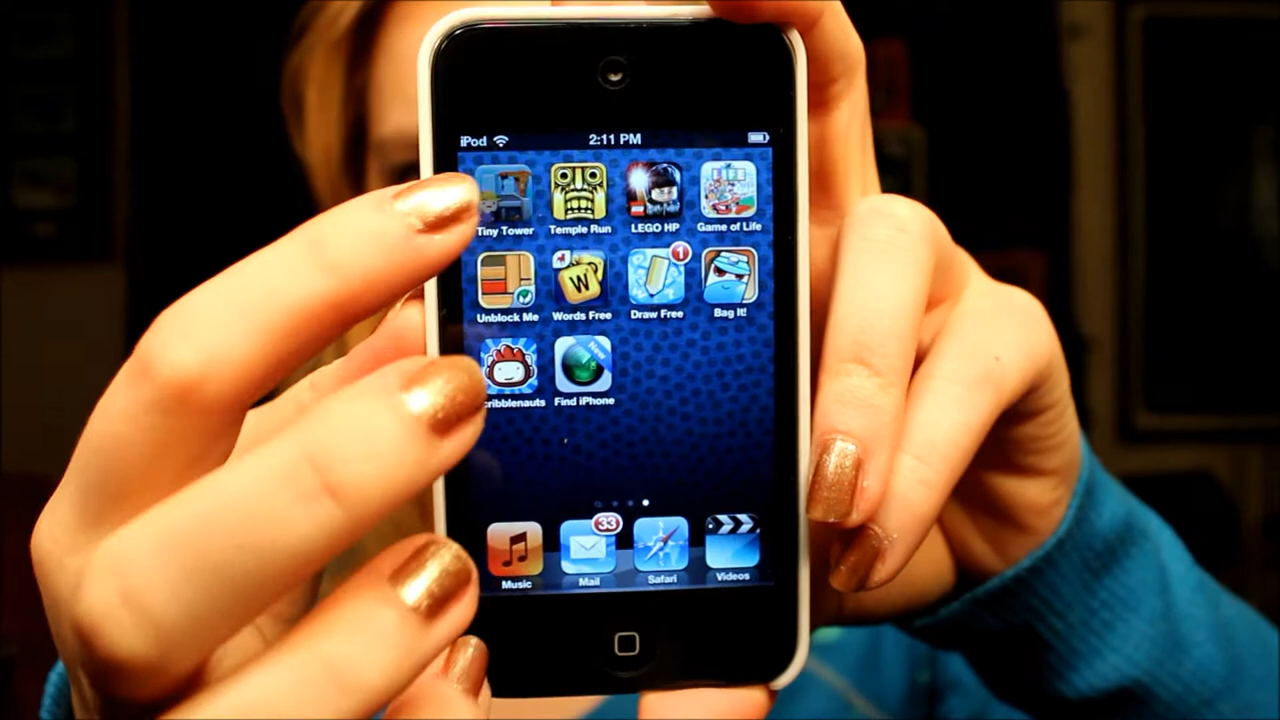 iPod 2:11 PM
LIFE
Tiny Tower Temple Run LEGO HP Game of Life
1
W
Unblock Me Words Free Draw Free Bag It!
New
cribblenauts Find iPhone
33
Music Mail Safari Videos